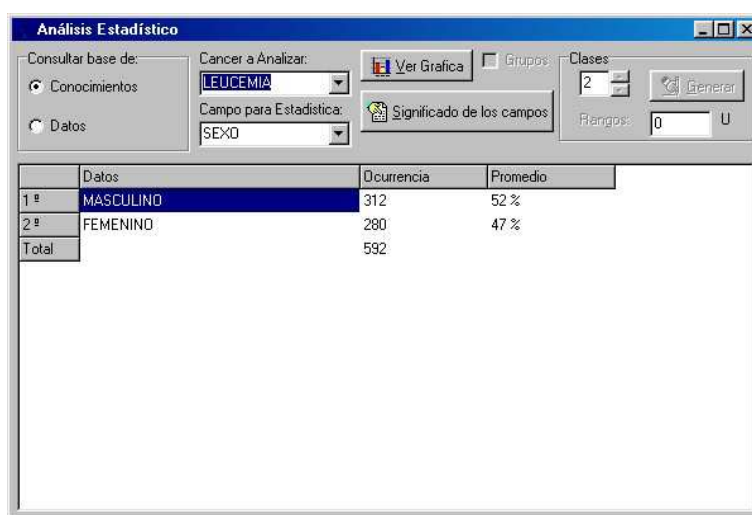 Análisis Estadístico
Consultar base de:
Conocimientos
Datos
Cancer a Analizar:
LEUCEMIA
Campo para Estadistica:
SEXO
Ver Grafica
Grupos
Significado de los campos
Clases
2
Generar
Rangos:
0
U
Datos Ocurrencia Promedio
1º MASCULINO 312 52 %
2º FEMENINO 280 47 %
Total 592